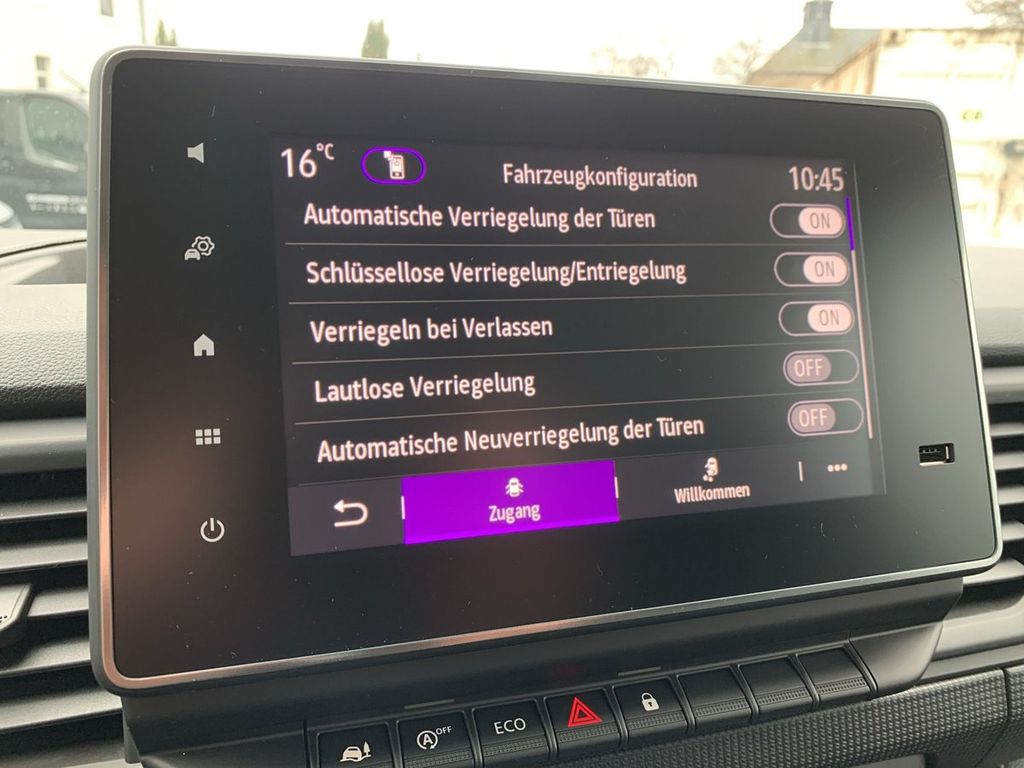 16°C
Fahrzeugkonfiguration
10:45
Automatische Verriegelung der Türen
ON
Schlüssellose Verriegelung/Entriegelung
ON
Verriegeln bei Verlassen
ON
Lautlose Verriegelung
OFF
Automatische Neuverriegelung der Türen
OFF
Zugang
Willkommen
A OFF
ECO